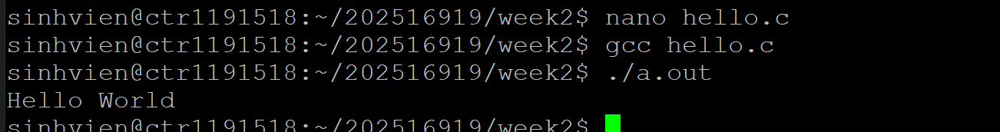 sinhvien@ctr1191518:~/202516919/week2$ nano hello.c
sinhvien@ctr1191518:~/202516919/week2$ gcc hello.c
sinhvien@ctr1191518:~/202516919/week2$ ./a.out
Hello World
sinhvien@ctr1191518:~/202516919/week2$